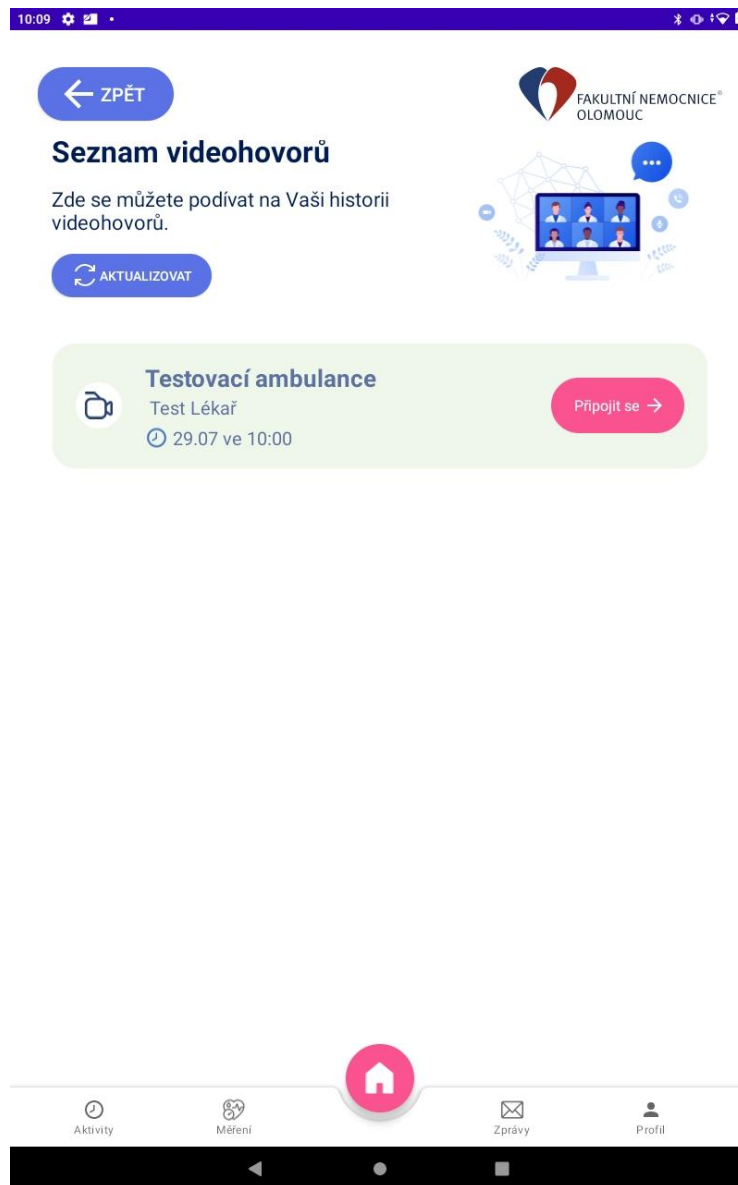 10:09
ZPĚT
FAKULTNÍ NEMOCNICE®
OLOMOUC
Seznam videohovorů
Zde se můžete podívat na Vaši historii
videohovorů.
AKTUALIZOVAT
Testovací ambulance
Test Lékař
29.07 ve 10:00
Připojit se
Aktivity
Měření
Zprávy
Profil